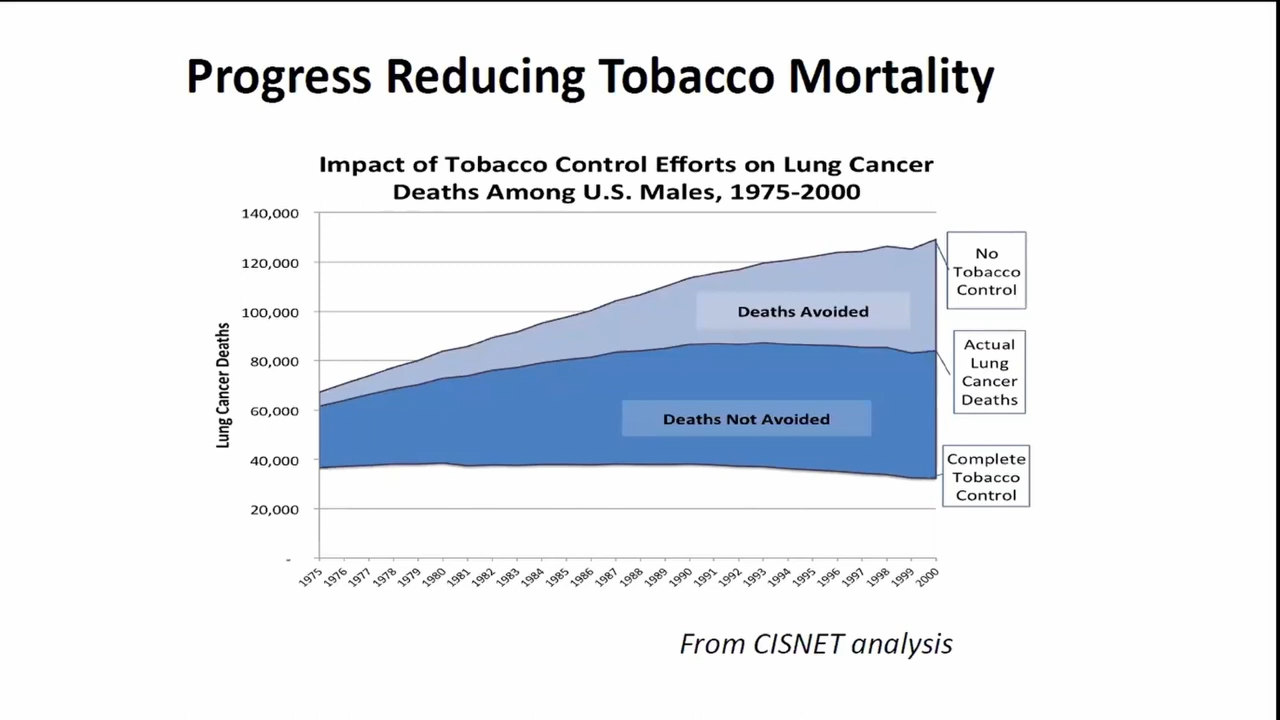 Progress Reducing Tobacco Mortality
Impact of Tobacco Control Efforts on Lung Cancer
Deaths Among U.S. Males, 1975-2000
Lung Cancer Deaths
140,000
120,000
100,000
80,000
60,000
40,000
20,000
-
Deaths Avoided
Deaths Not Avoided
No
Tobacco
Control
Actual
Lung
Cancer
Deaths
Complete
Tobacco
Control
1975 1976 1977 1978 1979 1980 1981 1982 1983 1984 1985 1986 1987 1988 1989 1990 1991 1992 1993 1994 1995 1996 1997 1998 1999 2000
From CISNET analysis